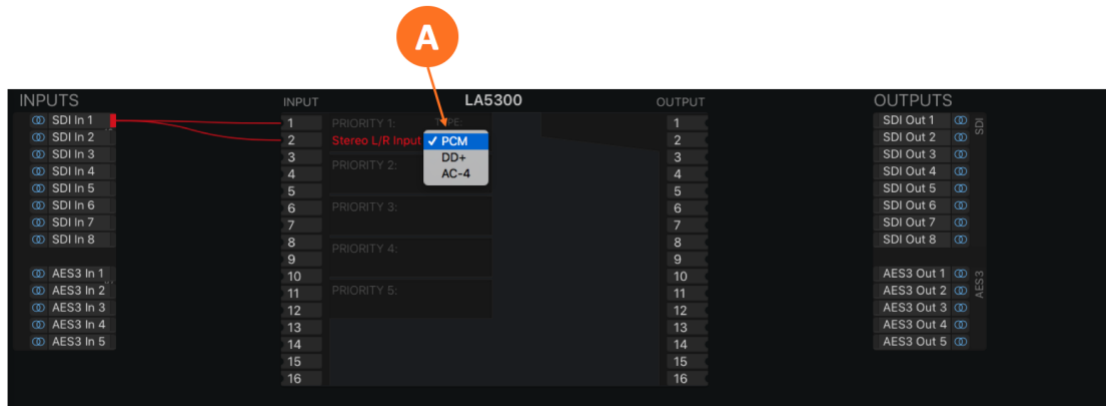 A
INPUTS
SDI In 1
SDI In 2
SDI In 3
SDI In 4
SDI In 5
SDI In 6
SDI In 7
SDI In 8
AES3 In 1
AES3 In 2
AES3 In 3
AES3 In 4
AES3 In 5
INPUT
1
2
3
4
5
6
7
8
9
10
11
12
13
14
15
16
LA5300
PRIORITY 1: TYPE:
Stereo L/R Input ✓ PCM
DD+
AC-4
PRIORITY 2:
PRIORITY 3:
PRIORITY 4:
PRIORITY 5:
OUTPUT
1
2
3
4
5
6
7
8
9
10
11
12
13
14
15
16
OUTPUTS
SDI Out 1
SDI Out 2
SDI Out 3
SDI Out 4
SDI Out 5
SDI Out 6
SDI Out 7
SDI Out 8
SDI
AES3 Out 1
AES3 Out 2
AES3 Out 3
AES3 Out 4
AES3 Out 5
AES3